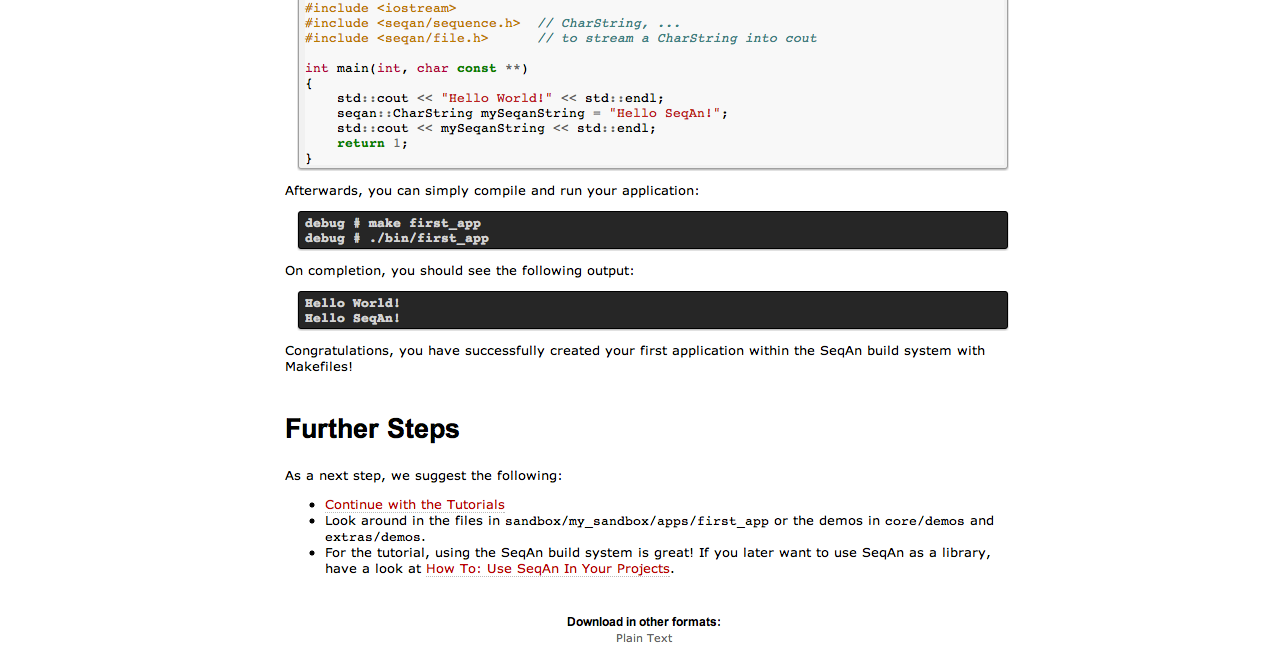 #include <iostream>
#include <seqan/sequence.h>  // CharString, ...
#include <seqan/file.h>      // to stream a CharString into cout

int main(int, char const **)
{
    std::cout << "Hello World!" << std::endl;
    seqan::CharString mySeqanString = "Hello SeqAn!";
    std::cout << mySeqanString << std::endl;
    return 1;
}
Afterwards, you can simply compile and run your application:
debug # make first_app
debug # ./bin/first_app
On completion, you should see the following output:
Hello World!
Hello SeqAn!
Congratulations, you have successfully created your first application within the SeqAn build system with
Makefiles!
Further Steps
As a next step, we suggest the following:
• Continue with the Tutorials
• Look around in the files in sandbox/my_sandbox/apps/first_app or the demos in core/demos and
extras/demos.
• For the tutorial, using the SeqAn build system is great! If you later want to use SeqAn as a library,
have a look at How To: Use SeqAn In Your Projects.
Download in other formats:
Plain Text